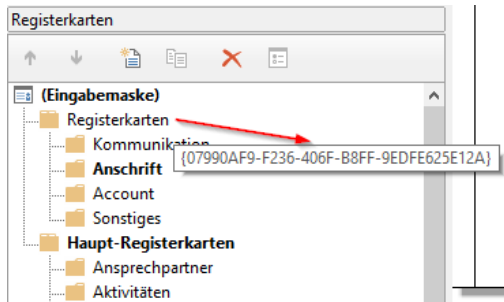 Registerkarten
(Eingabemaske)
Registerkarten
Kommunikation
{07990AF9-F236-406F-B8FF-9EDFE625E12A}
Anschrift
Account
Sonstiges
Haupt-Registerkarten
Ansprechpartner
Aktivitäten